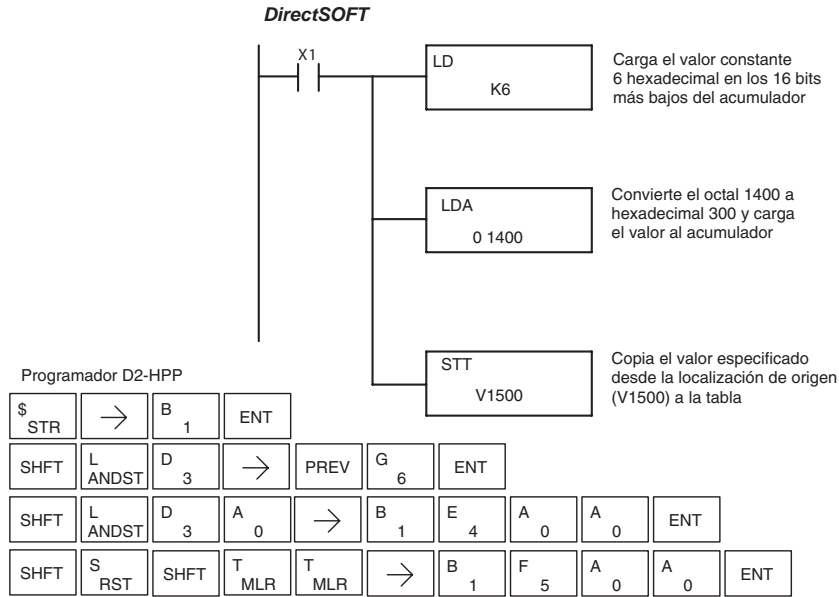 DirectSOFT
X1
LD
K6
Carga el valor constante
6 hexadecimal en los 16 bits
más bajos del acumulador
LDA
0 1400
Convierte el octal 1400 a
hexadecimal 300 y carga
el valor al acumulador
STT
V1500
Copia el valor especificado
desde la localización de origen
(V1500) a la tabla
Programador D2-HPP
$ STR → B 1 ENT
SHFT L ANDST D 3 → PREV G 6 ENT
SHFT L ANDST D 3 A 0 → B 1 E 4 A 0 A 0 ENT
SHFT S RST SHFT T MLR T MLR → B 1 F 5 A 0 A 0 ENT